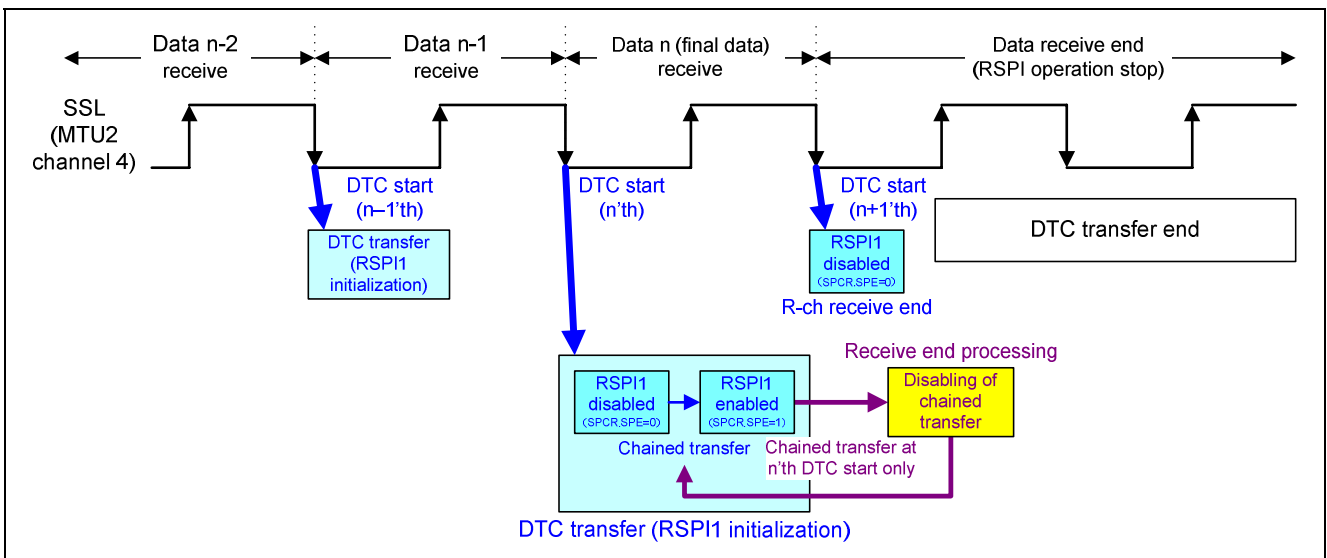 Data n-2
receive
Data n-1
receive
Data n (final data)
receive
Data receive end
(RSPI operation stop)
SSL
(MTU2
channel 4)
DTC start
(n–1'th)
DTC start
(n'th)
DTC start
(n+1'th)
DTC transfer
(RSPI1
initialization)
RSPI1
disabled
(SPCR,SPE=0)
R-ch receive end
DTC transfer end
Receive end processing
RSPI1
disabled
(SPCR,SPE=0)
RSPI1
enabled
(SPCR,SPE=1)
Disabling of
chained
transfer
Chained transfer
Chained transfer at
n'th DTC start only
DTC transfer (RSPI1 initialization)